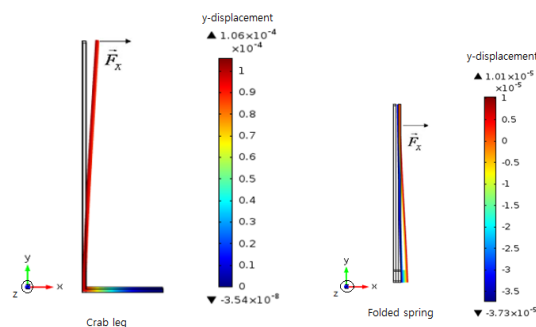 y-displacement
▲ 1.06×10⁻⁴
×10⁻⁴
1
0.9
0.8
0.7
0.6
0.5
0.4
0.3
0.2
0.1
0
▼ -3.54×10⁻⁸
F⃗x
y
z
x
Crab leg
y-displacement
▲ 1.01×10⁻⁵
×10⁻⁵
1
0.5
0
-0.5
-1
-1.5
-2
-2.5
-3
-3.5
▼ -3.73×10⁻⁵
F⃗x
y
z
x
Folded spring